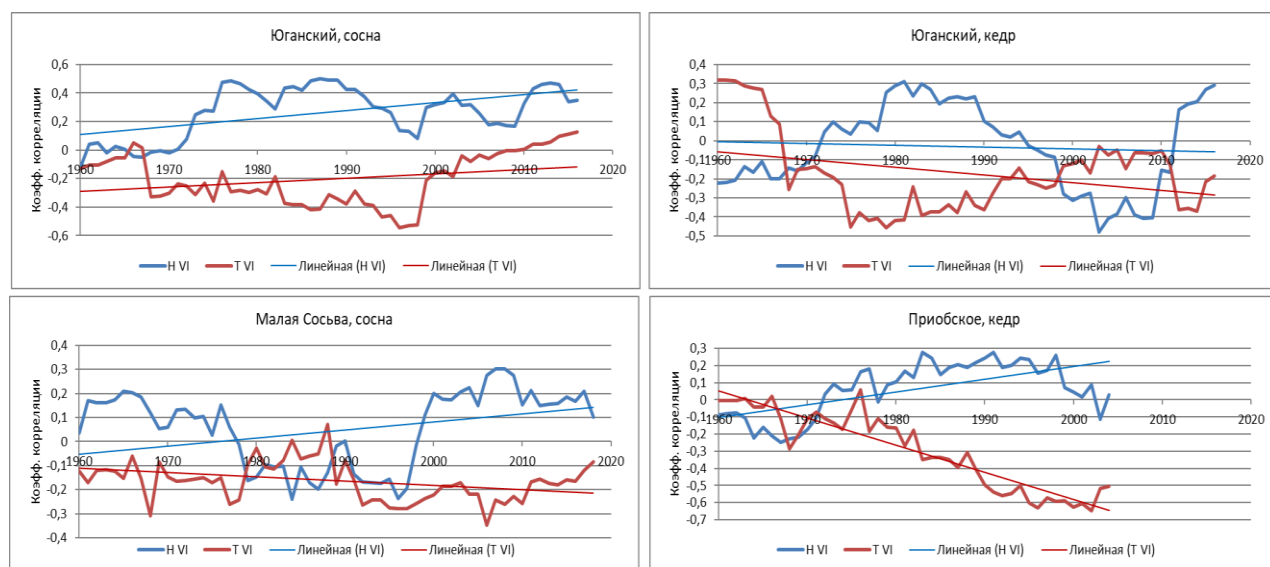 Юганский, сосна
Коэфф. корреляции
0,6
0,4
0,2
0
-0,2
-0,4
-0,6
1960 1970 1980 1990 2000 2010 2020
H VI T VI Линейная (H VI) Линейная (T VI)
Юганский, кедр
Коэфф. корреляции
0,4
0,3
0,2
0,1
0
-0,1
-0,2
-0,3
-0,4
-0,5
1960 1970 1980 1990 2000 2010 2020
H VI T VI Линейная (H VI) Линейная (T VI)
Малая Сосьва, сосна
Коэфф. корреляции
0,4
0,3
0,2
0,1
0
-0,1
-0,2
-0,3
-0,4
1960 1970 1980 1990 2000 2010 2020
H VI T VI Линейная (H VI) Линейная (T VI)
Приобское, кедр
Коэфф. корреляции
0,3
0,2
0,1
0
-0,1
-0,2
-0,3
-0,4
-0,5
-0,6
-0,7
1960 1970 1980 1990 2000 2010 2020
H VI T VI Линейная (H VI) Линейная (T VI)